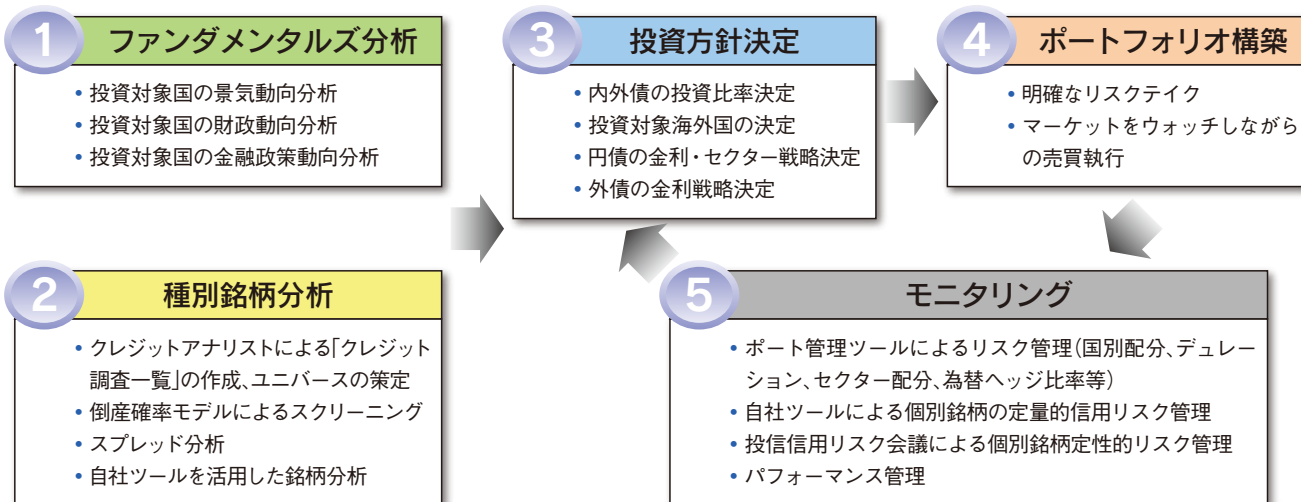 1 ファンダメンタルズ分析
• 投資対象国の景気動向分析
• 投資対象国の財政動向分析
• 投資対象国の金融政策動向分析
2 種別銘柄分析
• クレジットアナリストによる「クレジット
調査一覧」の作成、ユニバースの策定
• 倒産確率モデルによるスクリーニング
• スプレッド分析
• 自社ツールを活用した銘柄分析
3 投資方針決定
• 内外債の投資比率決定
• 投資対象海外国の決定
• 円債の金利・セクター戦略決定
• 外債の金利戦略決定
4 ポートフォリオ構築
• 明確なリスクテイク
• マーケットをウォッチしながら
の売買執行
5 モニタリング
• ポート管理ツールによるリスク管理(国別配分、デュレー
ション、セクター配分、為替ヘッジ比率等)
• 自社ツールによる個別銘柄の定量的信用リスク管理
• 投信信用リスク会議による個別銘柄定性的リスク管理
• パフォーマンス管理